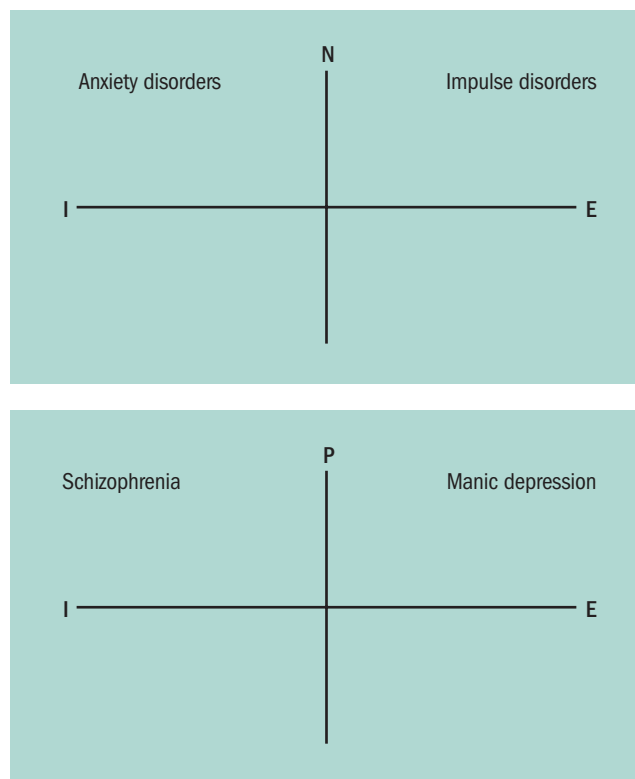 N
Anxiety disorders Impulse disorders
I E
P
Schizophrenia Manic depression
I E